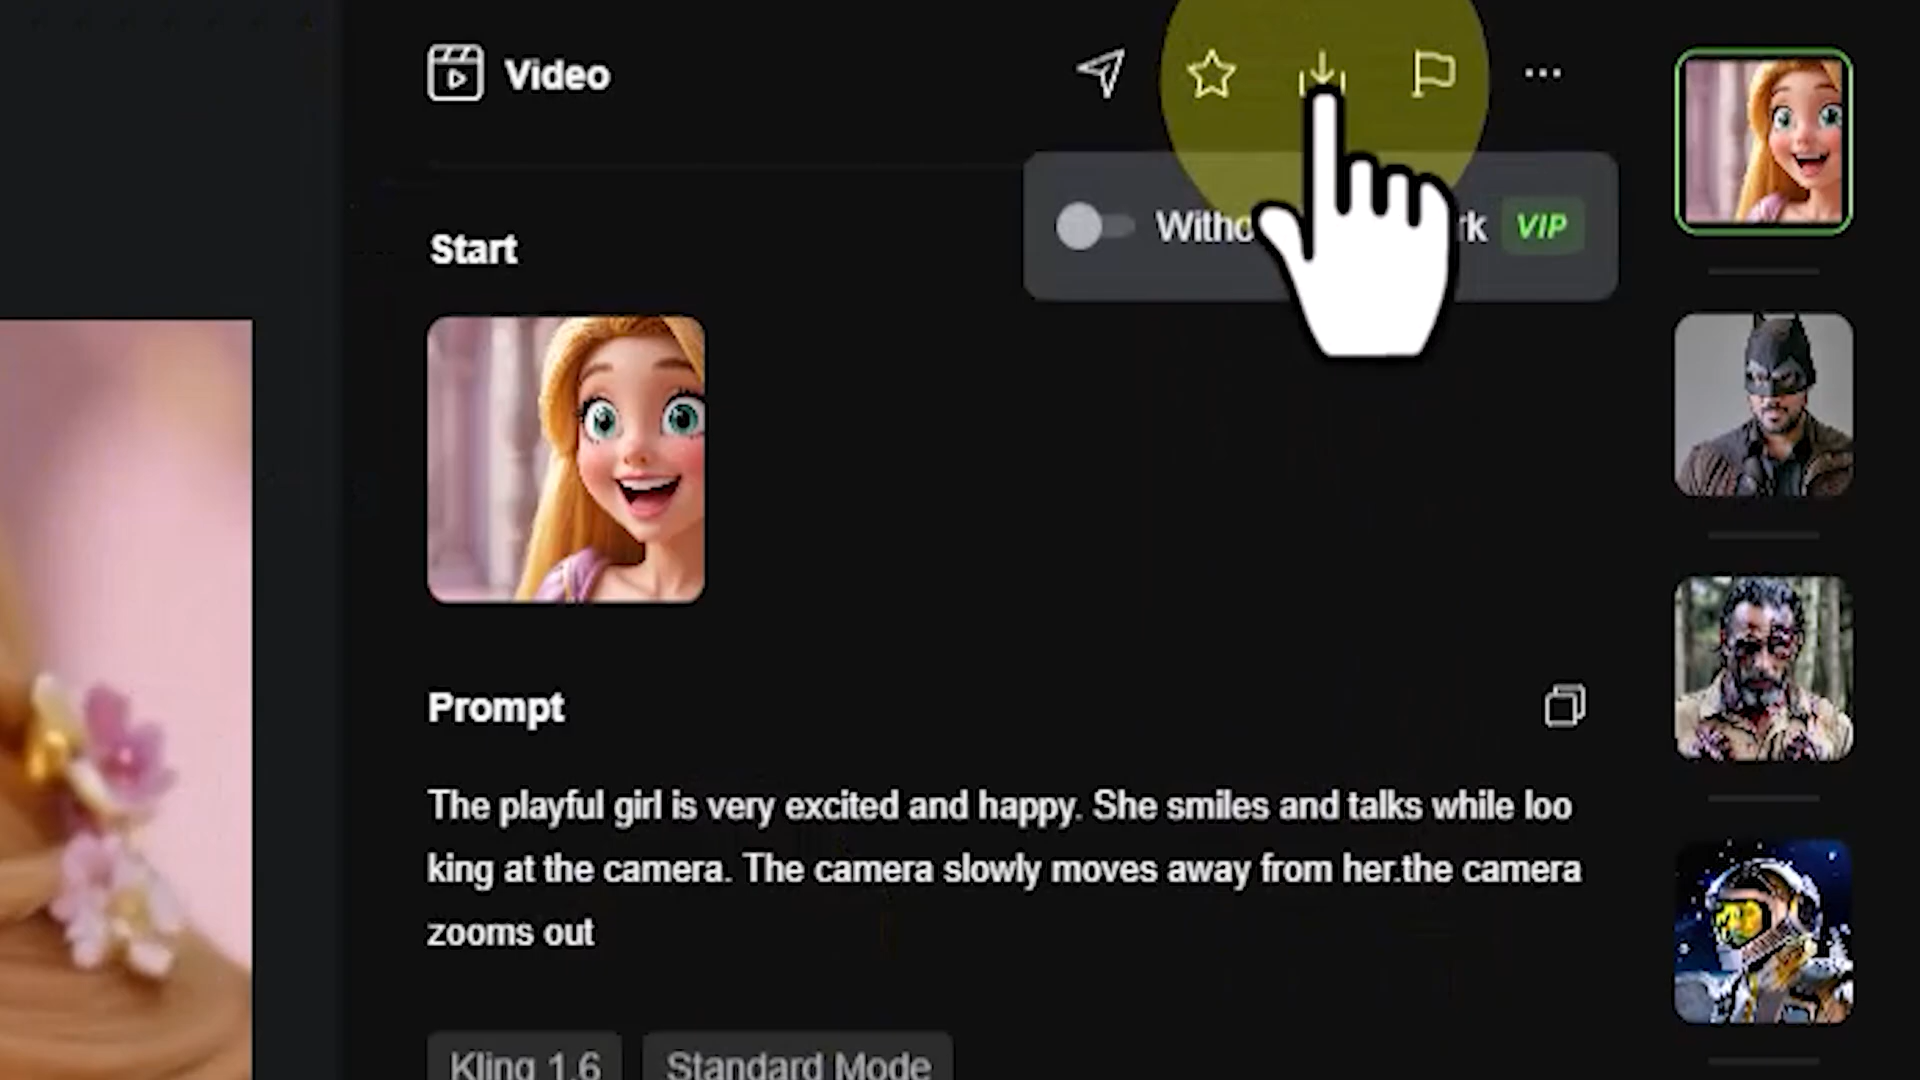 Video
VIP
Start
Prompt
The playful girl is very excited and happy. She smiles and talks while loo
king at the camera. The camera slowly moves away from her.the camera
zooms out
Kling 1.6
Standard Mode